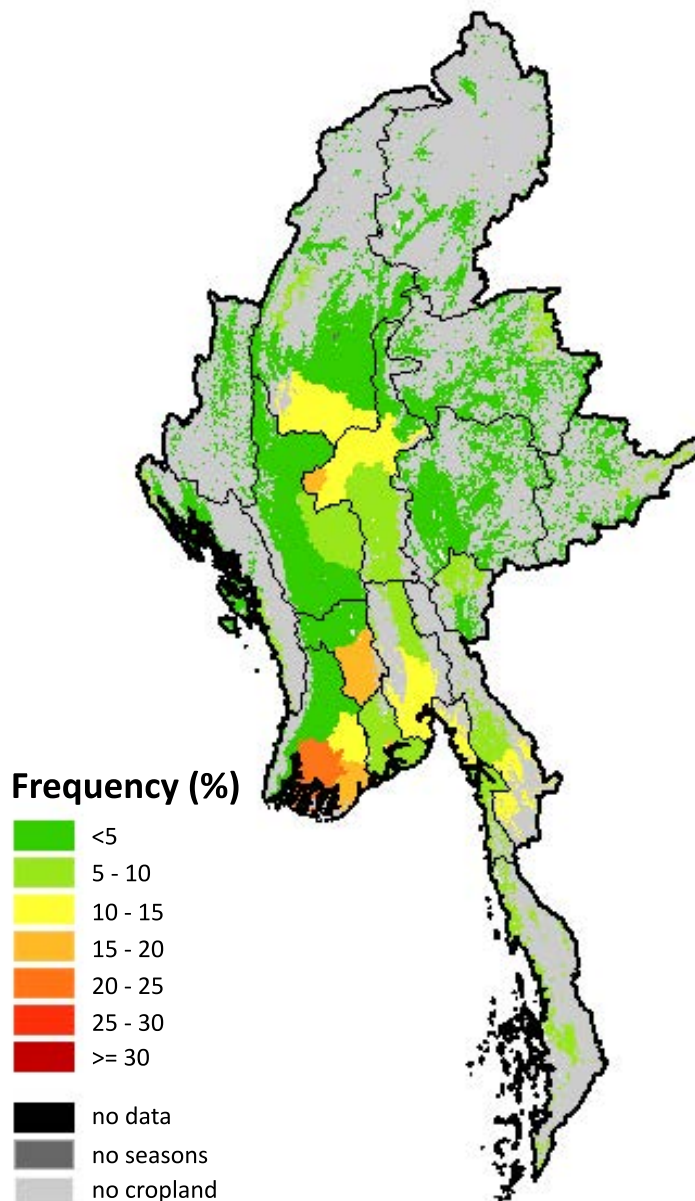 Frequency (%)
<5
5 - 10
10 - 15
15 - 20
20 - 25
25 - 30
>= 30
no data
no seasons
no cropland